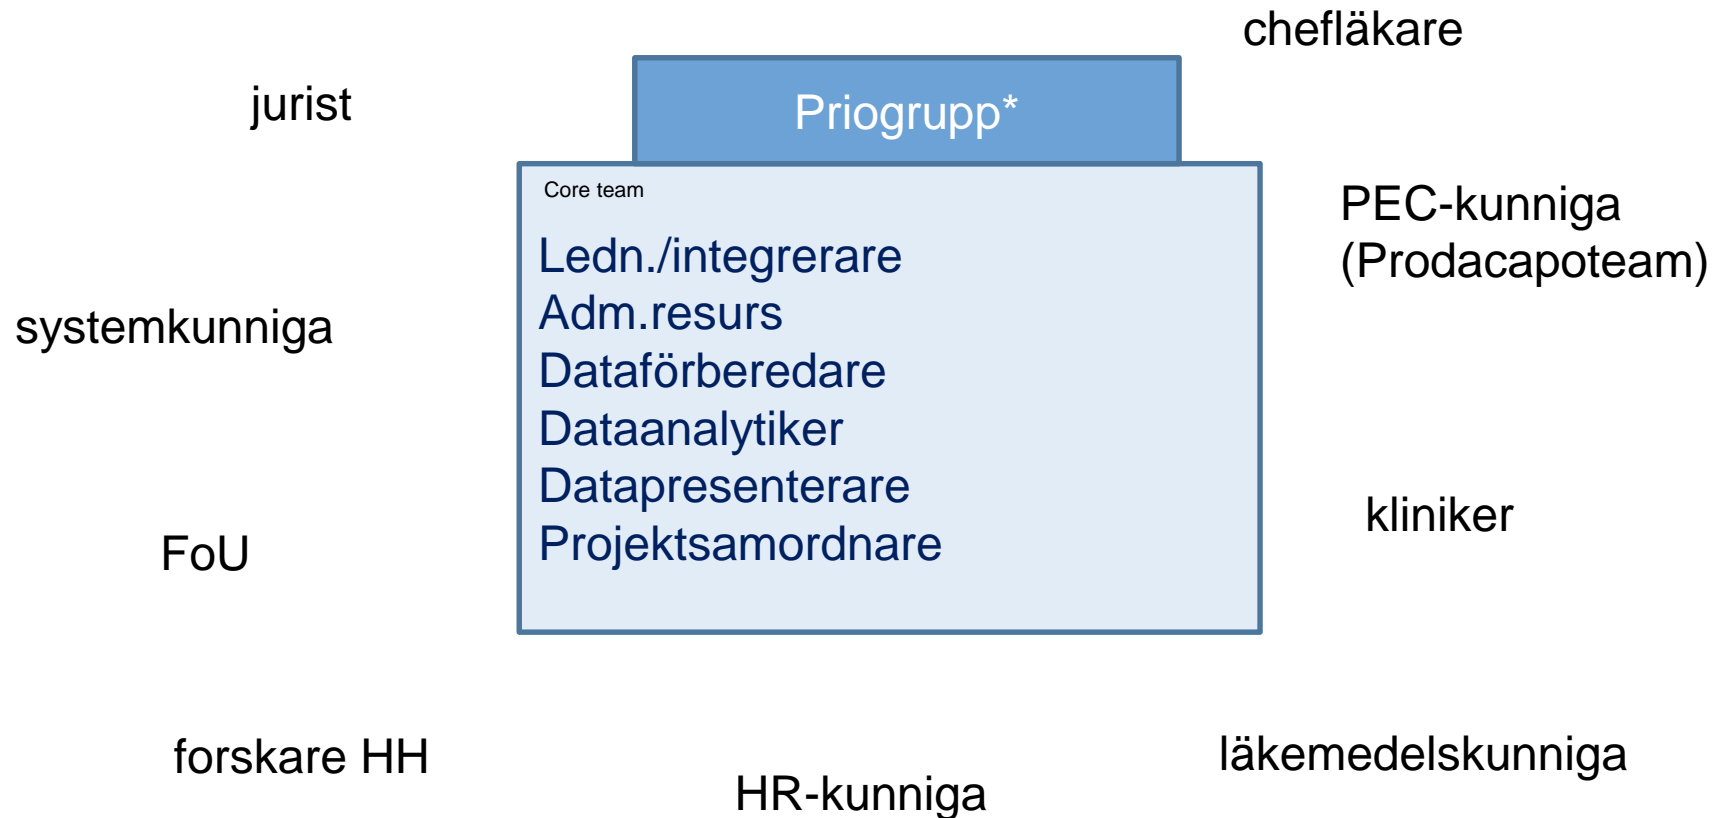 chefläkare
jurist
Priogrupp*
Core team
PEC-kunniga
(Prodacapoteam)
Ledn./integrerare
Adm.resurs
systemkunniga
Dataförberedare
Dataanalytiker
Datapresenterare
kliniker
Projektsamordnare
FoU
forskare HH
läkemedelskunniga
HR-kunniga